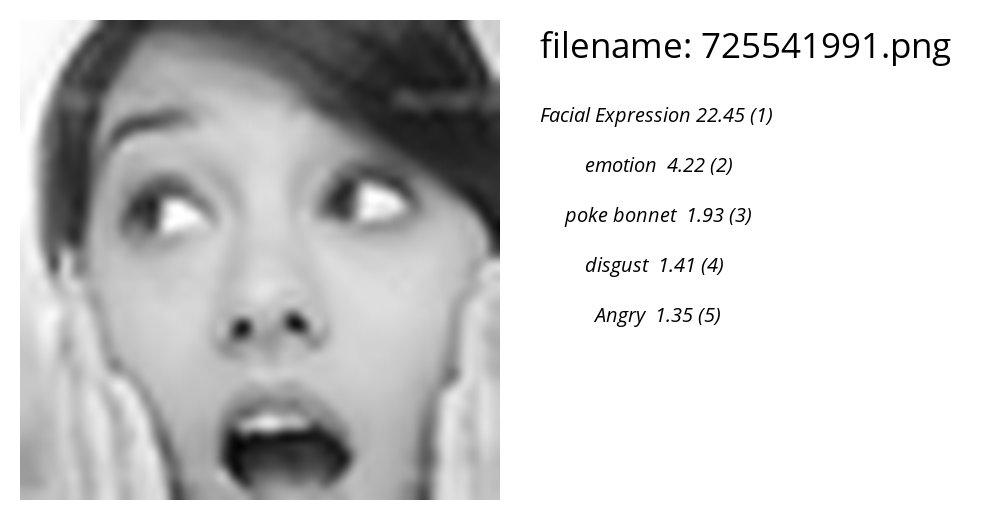 filename: 725541991.png
Facial Expression 22.45 (1)
emotion 4.22 (2)
poke bonnet 1.93 (3)
disgust 1.41 (4)
Angry 1.35 (5)